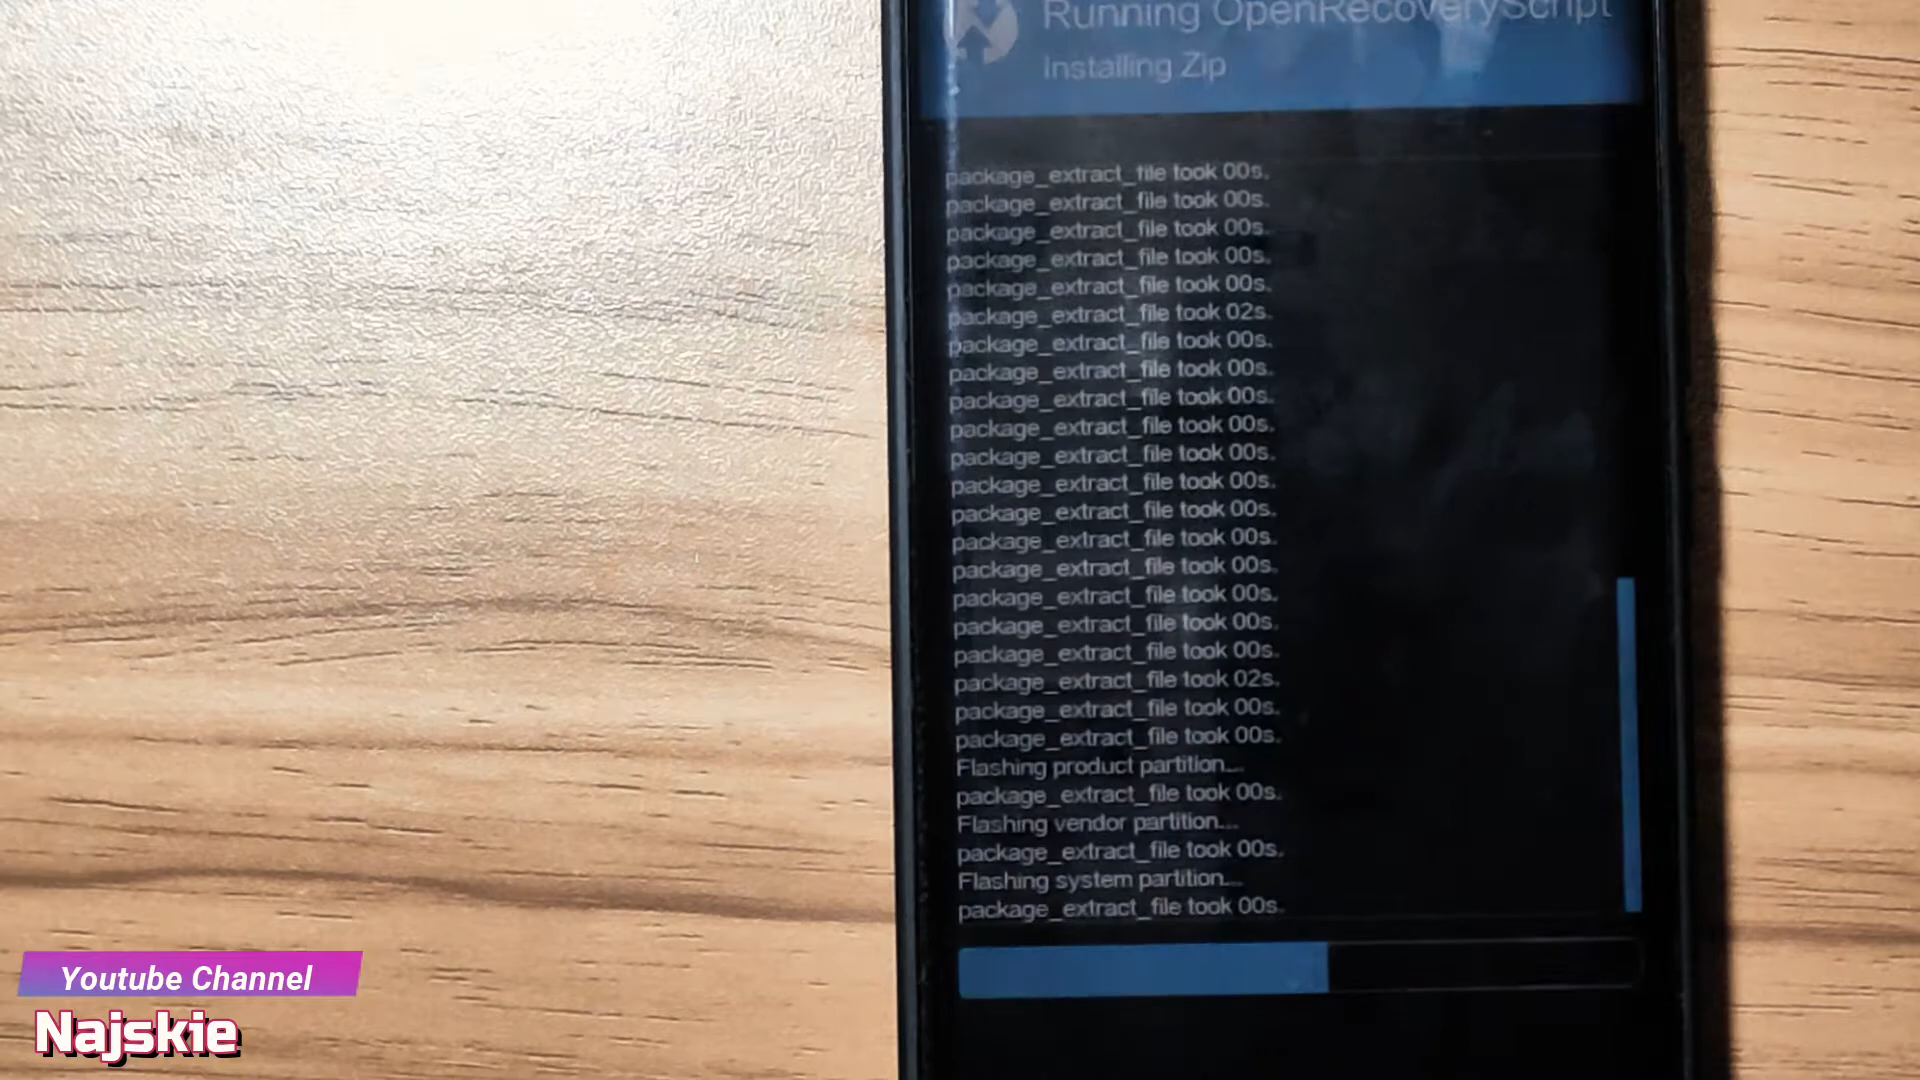 Running OpenRecoveryScript
Installing Zip
package_extract_file took 00s.
package_extract_file took 00s.
package_extract_file took 00s.
package_extract_file took 00s.
package_extract_file took 00s.
package_extract_file took 02s.
package_extract_file took 00s.
package_extract_file took 00s.
package_extract_file took 00s.
package_extract_file took 00s.
package_extract_file took 00s.
package_extract_file took 00s.
package_extract_file took 00s.
package_extract_file took 00s.
package_extract_file took 00s.
package_extract_file took 00s.
package_extract_file took 00s.
package_extract_file took 00s.
package_extract_file took 02s.
package_extract_file took 00s.
package_extract_file took 00s.
Flashing product partition...
package_extract_file took 00s.
Flashing vendor partition...
package_extract_file took 00s.
Flashing system partition...
package_extract_file took 00s.
Youtube Channel
Najskie